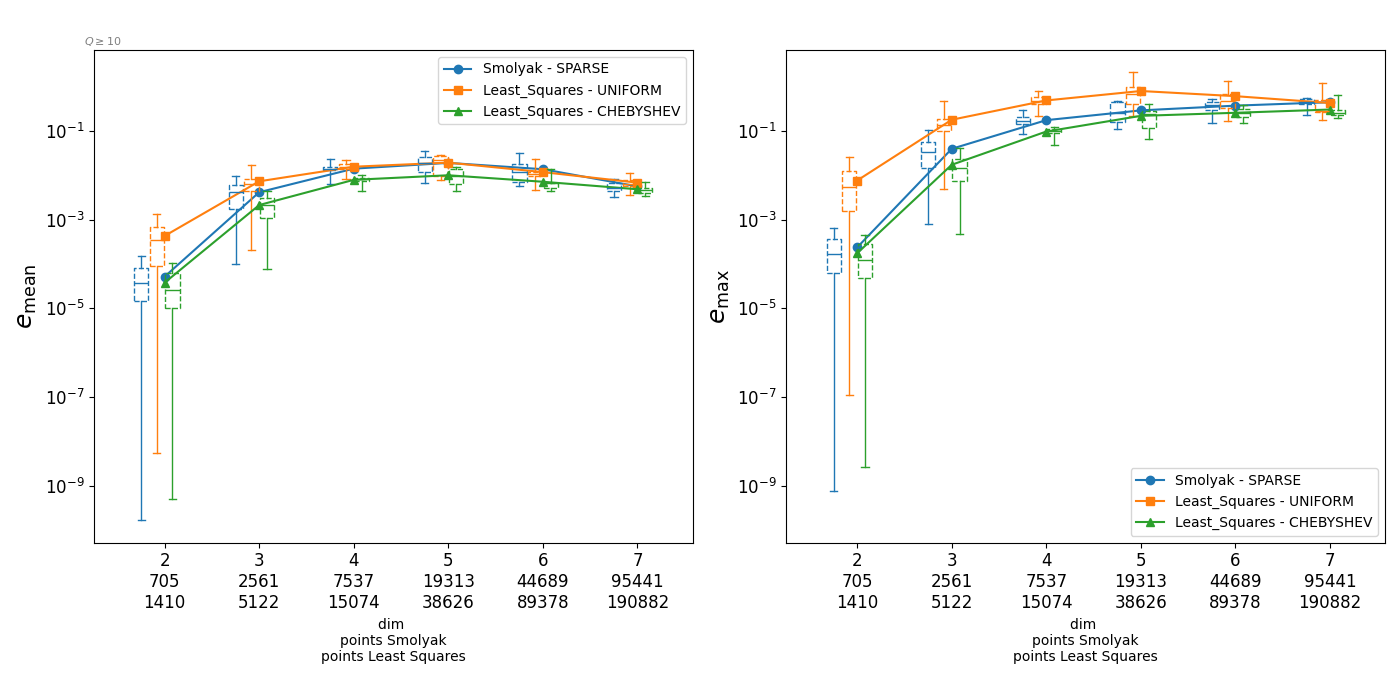 Q ≥ 10
Smolyak - SPARSE
Least_Squares - UNIFORM
Least_Squares - CHEBYSHEV
10⁻¹
10⁻³
10⁻⁵
10⁻⁷
10⁻⁹
e_mean
2 3 4 5 6 7
705 2561 7537 19313 44689 95441
1410 5122 15074 38626 89378 190882
dim
points Smolyak
points Least Squares
10⁻¹
10⁻³
10⁻⁵
10⁻⁷
10⁻⁹
e_max
Smolyak - SPARSE
Least_Squares - UNIFORM
Least_Squares - CHEBYSHEV
2 3 4 5 6 7
705 2561 7537 19313 44689 95441
1410 5122 15074 38626 89378 190882
dim
points Smolyak
points Least Squares